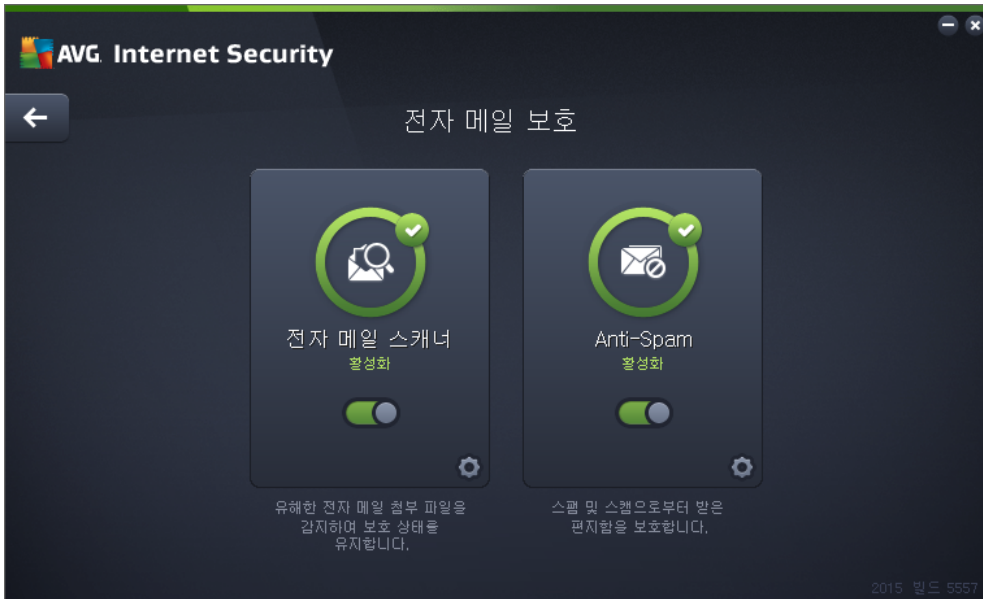 AVG. Internet Security
전자 메일 보호
전자 메일 스캐너
활성화
유해한 전자 메일 첨부 파일을
감지하여 보호 상태를
유지합니다.
Anti-Spam
활성화
스팸 및 스캠으로부터 받은
편지함을 보호합니다.
2015 빌드 5557